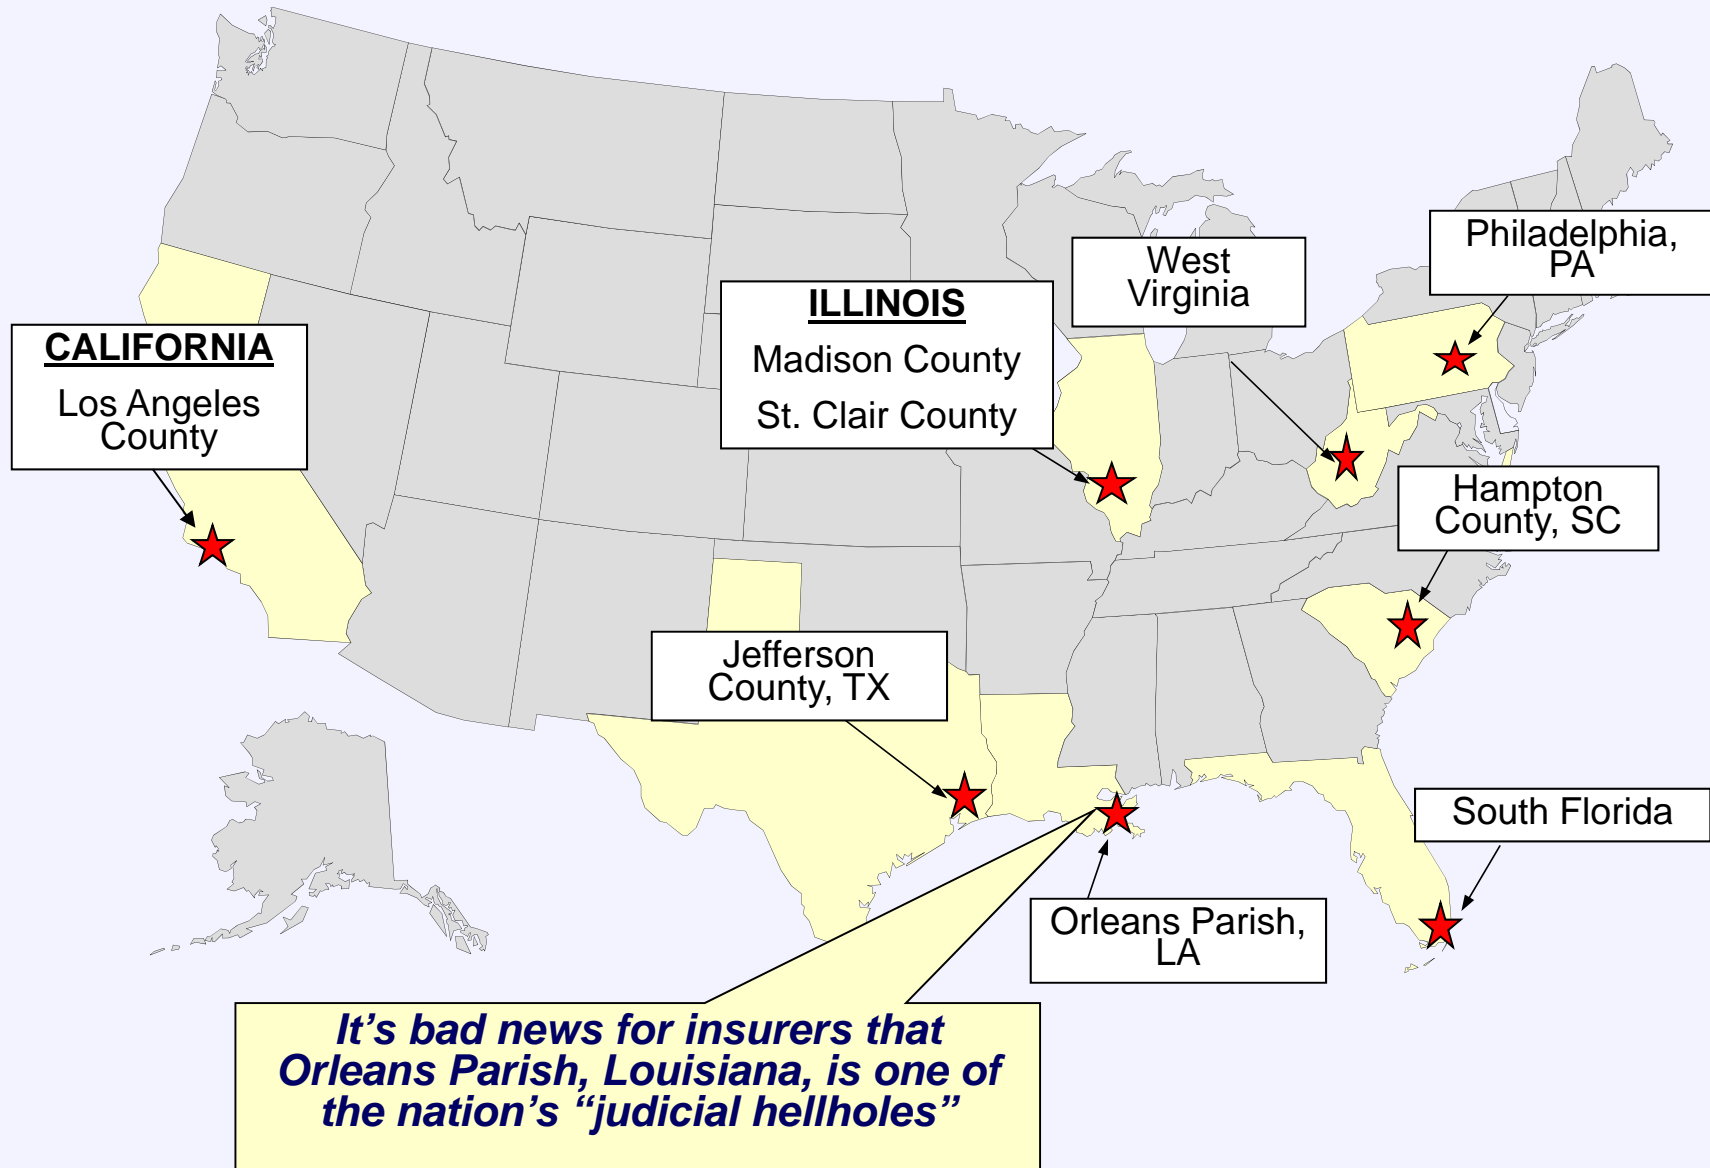 Philadelphia,
PA
West
Virginia
ILLINOIS
Madison County
St. Clair County
CALIFORNIA
Los Angeles
County
Hampton
County, SC
Jefferson
County, TX
South Florida
Orleans Parish,
LA
It’s bad news for insurers that
Orleans Parish, Louisiana, is one of
the nation’s “judicial hellholes”